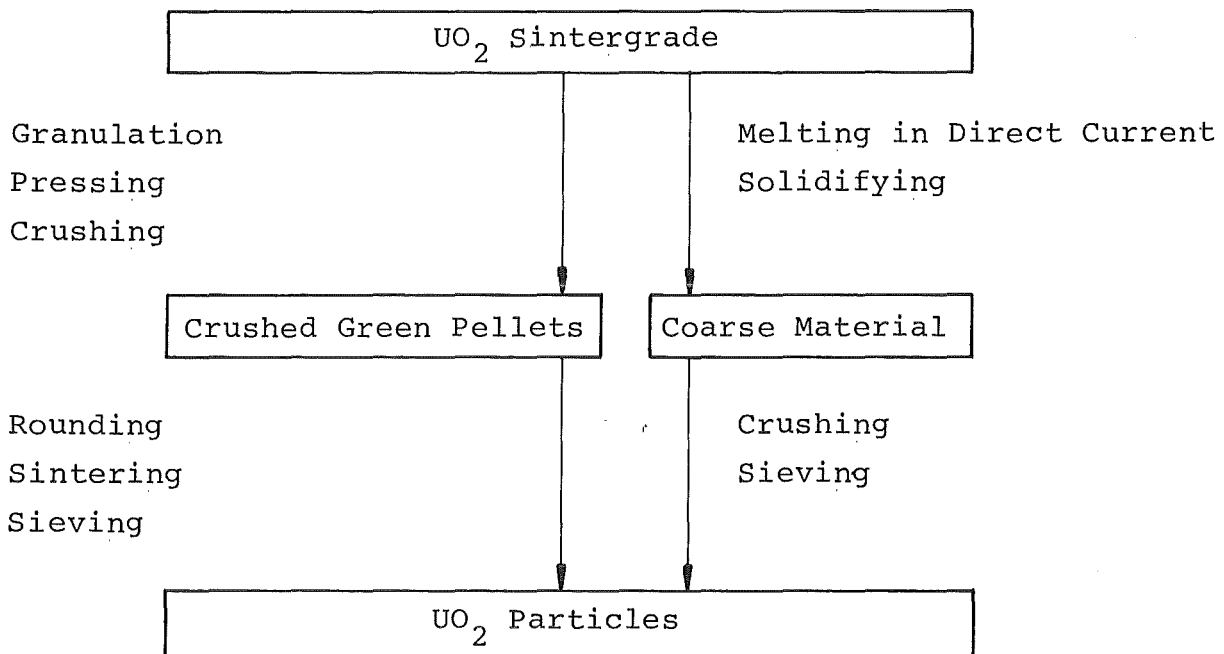 UO2 Sintergrade
Granulation
Pressing
Crushing
Melting in Direct Current
Solidifying
Crushed Green Pellets
Coarse Material
Rounding
Sintering
Sieving
Crushing
Sieving
UO2 Particles